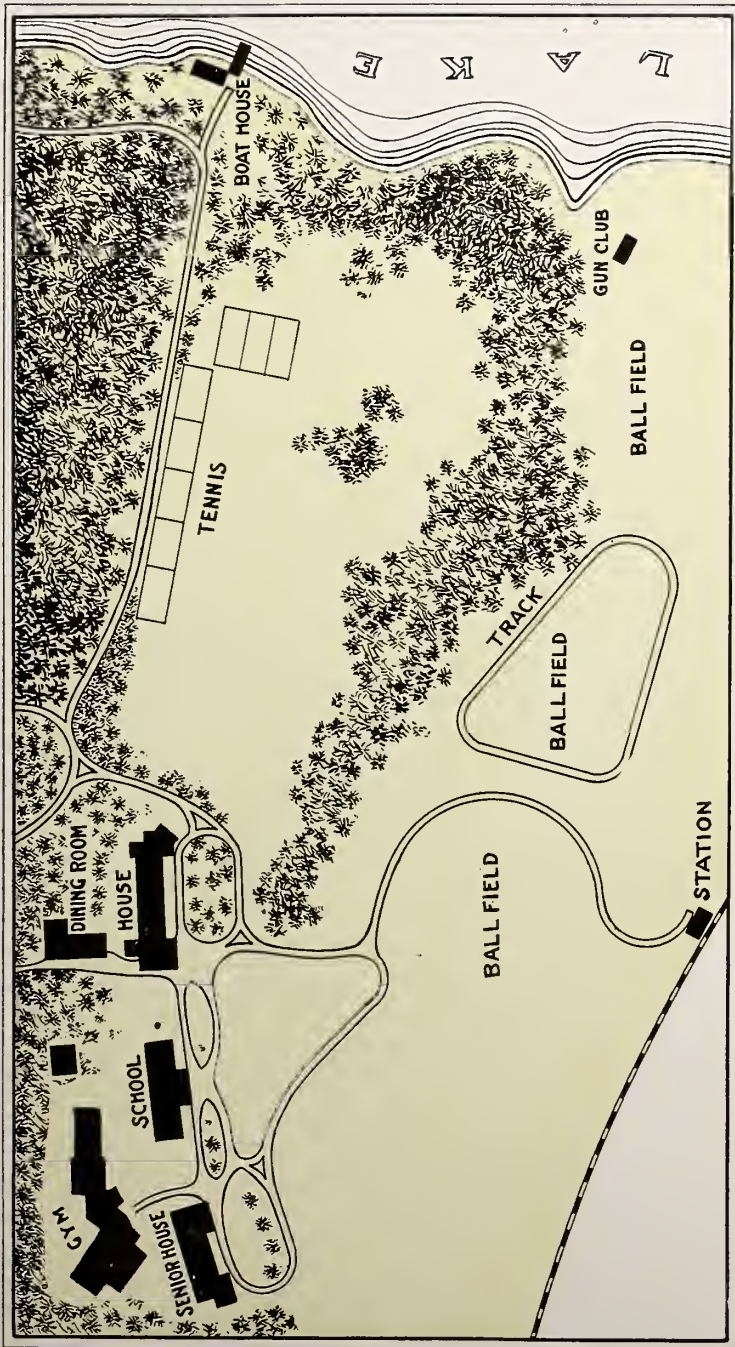 LAKE
BOAT HOUSE
GUN CLUB
TENNIS
BALL FIELD
TRACK
BALL FIELD
DINING ROOM
HOUSE
BALL FIELD
STATION
SCHOOL
GYM
SENIOR HOUSE